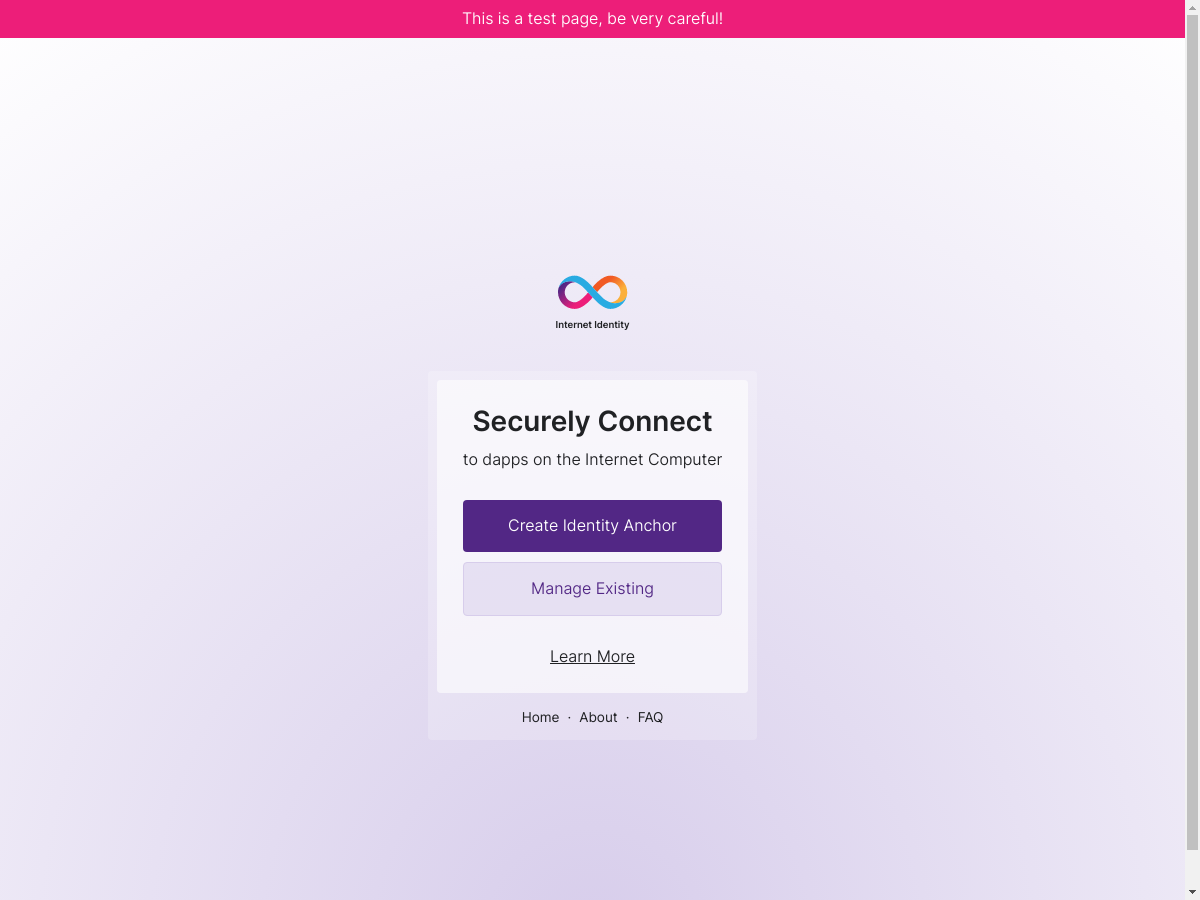 This is a test page, be very careful!
Internet Identity
Securely Connect
to dapps on the Internet Computer
Create Identity Anchor
Manage Existing
Learn More
Home · About · FAQ